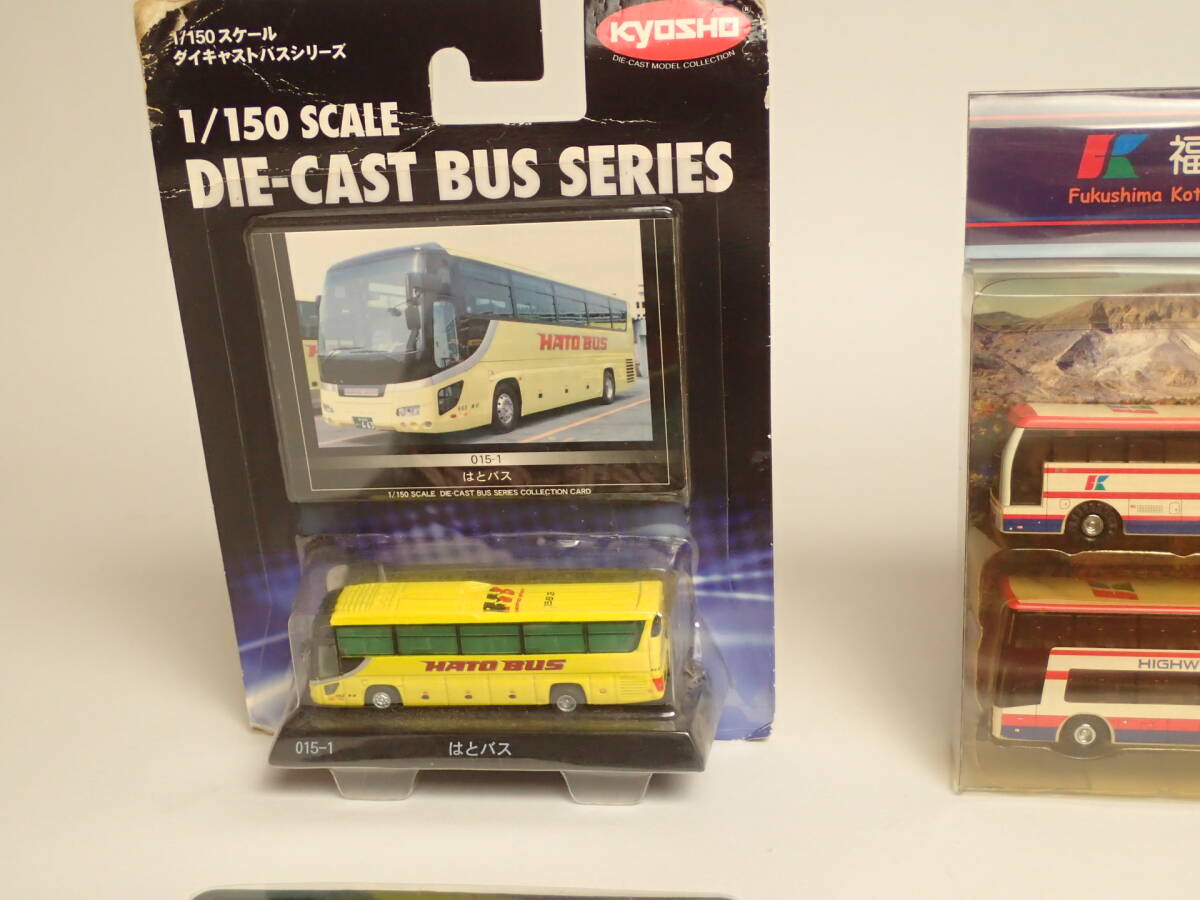 1/150スケール
ダイキャストバスシリーズ
KYOSHO
DIE-CAST MODEL COLLECTION
1/150 SCALE
DIE-CAST BUS SERIES
HATO BUS
015-1
はとバス
1/150 SCALE DIE-CAST BUS SERIES COLLECTION CARD
HATO BUS
015-1
はとバス
福
Fukushima Kot
HIGHW